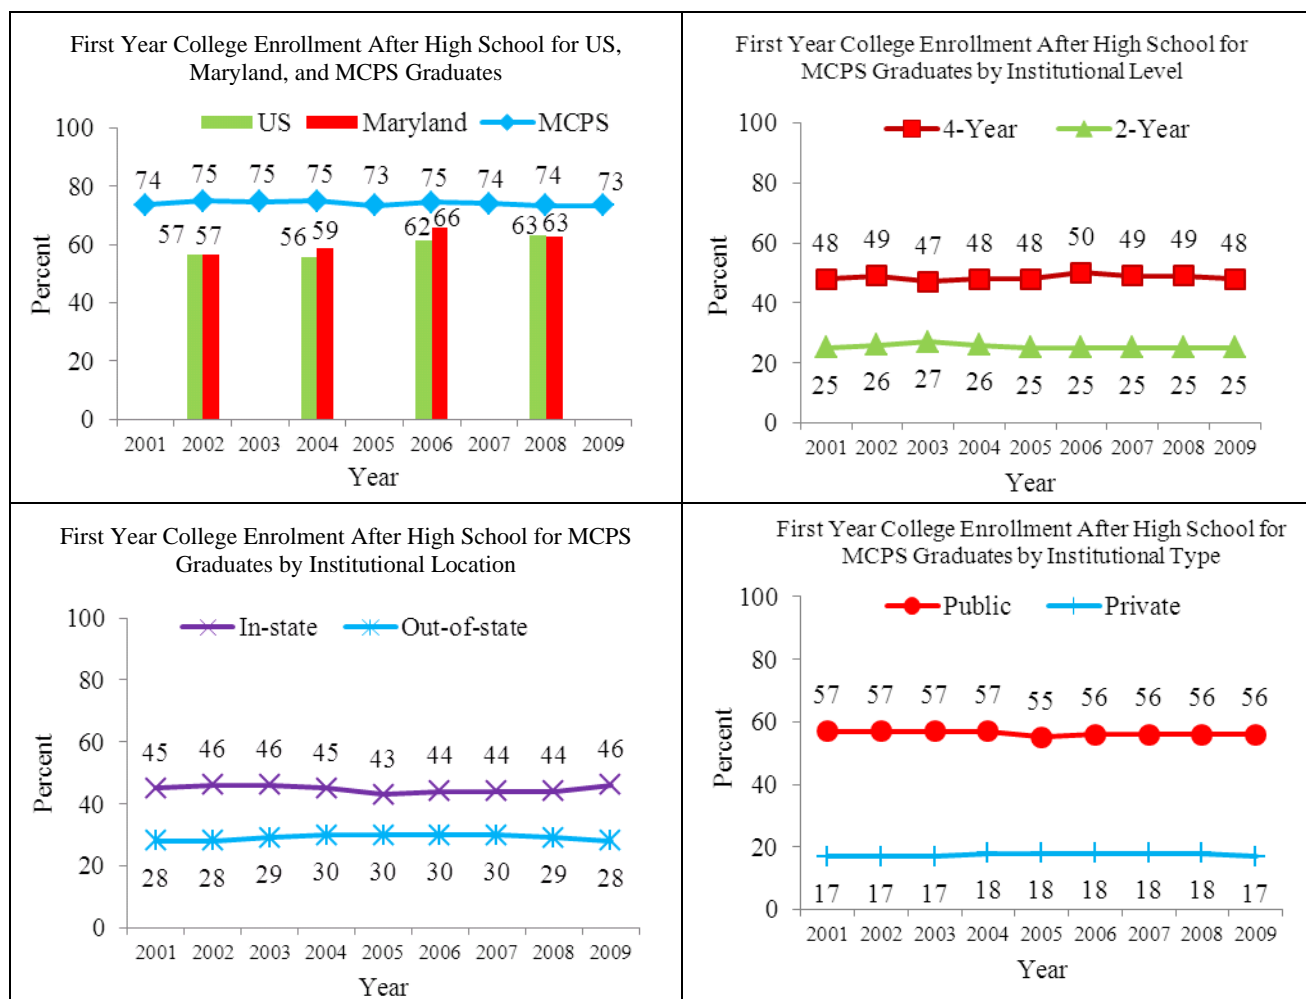 First Year College Enrollment After High School for US,
Maryland, and MCPS Graduates
US Maryland MCPS
100
80
60
40
20
0
Percent
74 75 75 75 73 75 74 74 73
57 57 56 59 62 66 63 63
2001 2002 2003 2004 2005 2006 2007 2008 2009
Year
First Year College Enrollment After High School for
MCPS Graduates by Institutional Level
4-Year 2-Year
100
80
60
40
20
0
Percent
48 49 47 48 48 50 49 49 48
25 26 27 26 25 25 25 25 25
2001 2002 2003 2004 2005 2006 2007 2008 2009
Year
First Year College Enrolment After High School for MCPS
Graduates by Institutional Location
In-state Out-of-state
100
80
60
40
20
0
Percent
45 46 46 45 43 44 44 44 46
28 28 29 30 30 30 30 29 28
2001 2002 2003 2004 2005 2006 2007 2008 2009
Year
First Year College Enrollment After High School for
MCPS Graduates by Institutional Type
Public Private
100
80
60
40
20
0
Percent
57 57 57 57 55 56 56 56 56
17 17 17 18 18 18 18 18 17
2001 2002 2003 2004 2005 2006 2007 2008 2009
Year